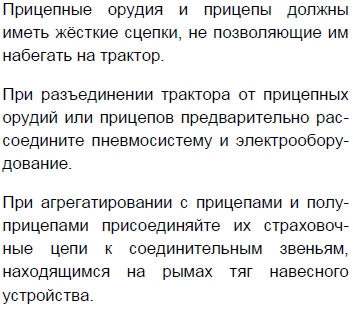 Прицепные орудия и прицепы должны
иметь жёсткие сцепки, не позволяющие им
набегать на трактор.
При разъединении трактора от прицепных
орудий или прицепов предварительно рас-
соедините пневмосистему и электрообору-
дование.
При агрегатировании с прицепами и полу-
прицепами присоединяйте их страховоч-
ные цепи к соединительным звеньям,
находящимся на рымах тяг навесного
устройства.